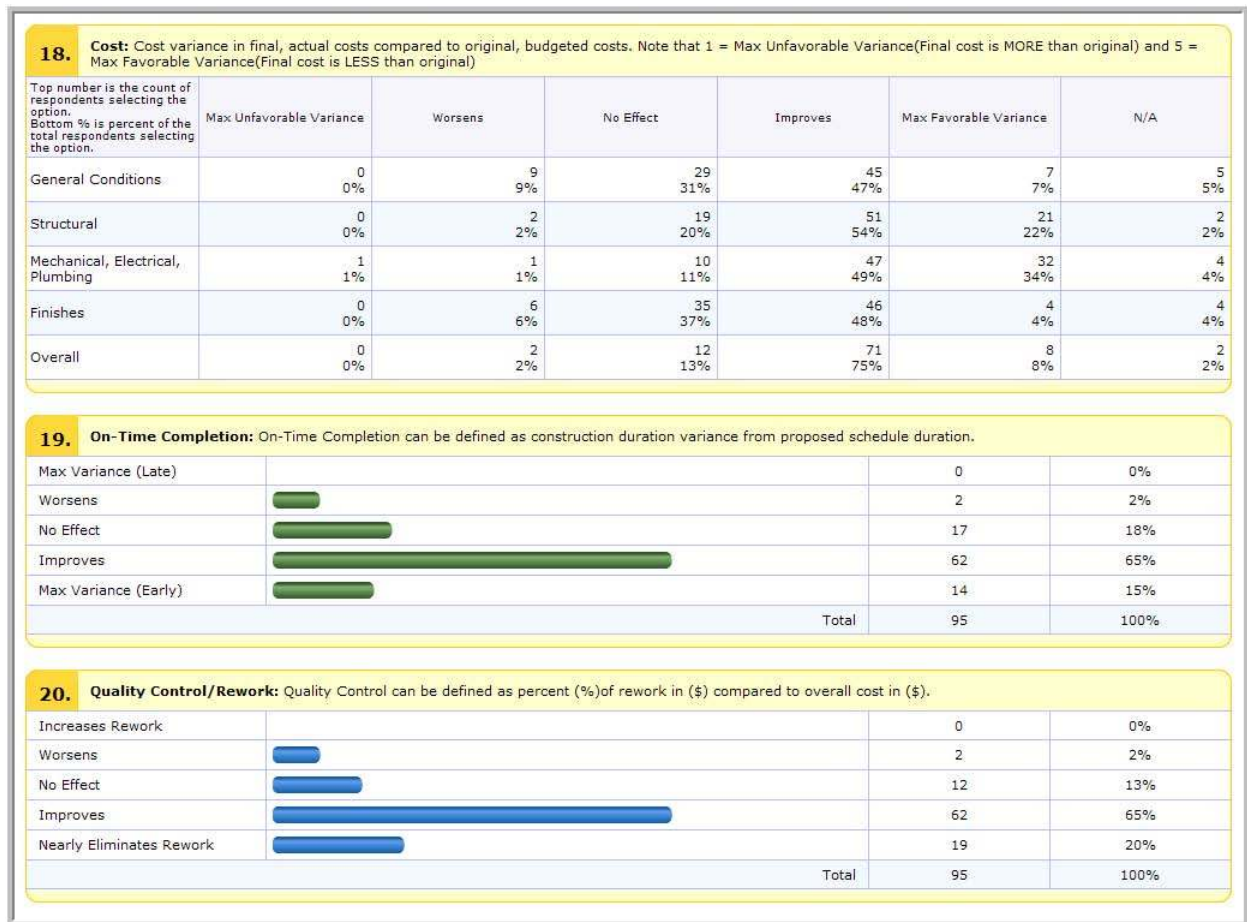 18. Cost: Cost variance in final, actual costs compared to original, budgeted costs. Note that 1 = Max Unfavorable Variance(Final cost is MORE than original) and 5 =
Max Favorable Variance(Final cost is LESS than original)
Top number is the count of
respondents selecting the
option.
Bottom % is percent of the
total respondents selecting
the option.
Max Unfavorable Variance Worsens No Effect Improves Max Favorable Variance N/A
General Conditions
0 9 29 45 7 5
0% 9% 31% 47% 7% 5%
Structural
0 2 19 51 21 2
0% 2% 20% 54% 22% 2%
Mechanical, Electrical,
Plumbing
1 1 10 47 32 4
1% 1% 11% 49% 34% 4%
Finishes
0 6 35 46 4 4
0% 6% 37% 48% 4% 4%
Overall
0 2 12 71 8 2
0% 2% 13% 75% 8% 2%
19. On-Time Completion: On-Time Completion can be defined as construction duration variance from proposed schedule duration.
Max Variance (Late) 0 0%
Worsens 2 2%
No Effect 17 18%
Improves 62 65%
Max Variance (Early) 14 15%
Total 95 100%
20. Quality Control/Rework: Quality Control can be defined as percent (%)of rework in ($) compared to overall cost in ($).
Increases Rework 0 0%
Worsens 2 2%
No Effect 12 13%
Improves 62 65%
Nearly Eliminates Rework 19 20%
Total 95 100%